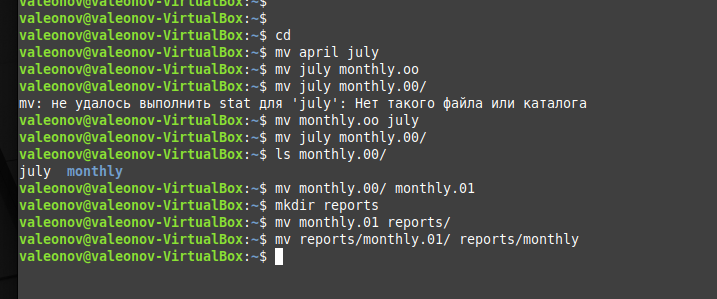 valeonov@valeonov-VirtualBox:~$
valeonov@valeonov-VirtualBox:~$
valeonov@valeonov-VirtualBox:~$ cd
valeonov@valeonov-VirtualBox:~$ mv april july
valeonov@valeonov-VirtualBox:~$ mv july monthly.oo
valeonov@valeonov-VirtualBox:~$ mv july monthly.00/
mv: не удалось выполнить stat для 'july': Нет такого файла или каталога
valeonov@valeonov-VirtualBox:~$ mv monthly.oo july
valeonov@valeonov-VirtualBox:~$ mv july monthly.00/
valeonov@valeonov-VirtualBox:~$ ls monthly.00/
july  monthly
valeonov@valeonov-VirtualBox:~$ mv monthly.00/ monthly.01
valeonov@valeonov-VirtualBox:~$ mkdir reports
valeonov@valeonov-VirtualBox:~$ mv monthly.01 reports/
valeonov@valeonov-VirtualBox:~$ mv reports/monthly.01/ reports/monthly
valeonov@valeonov-VirtualBox:~$